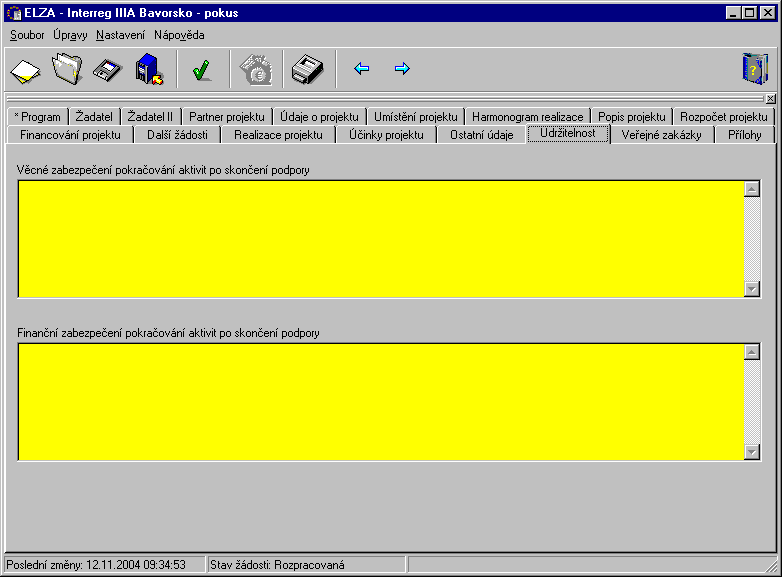 ELZA - Interreg IIIA Bavorsko - pokus
Soubor Úpravy Nastavení Nápověda
* Program Žadatel Žadatel II Partner projektu Údaje o projektu Umístění projektu Harmonogram realizace Popis projektu Rozpočet projektu
Financování projektu Další žádosti Realizace projektu Účinky projektu Ostatní údaje Udržitelnost Veřejné zakázky Přílohy
Věcné zabezpečení pokračování aktivit po skončení podpory
Finanční zabezpečení pokračování aktivit po skončení podpory
Poslední změny: 12.11.2004 09:34:53 Stav žádosti: Rozpracovaná